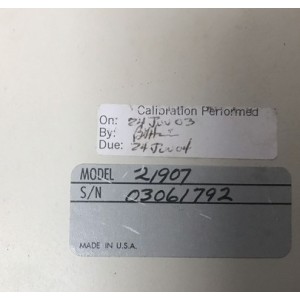 Calibration Performed
On: 24 Jun 03
By:
Due: 24 Jun 04
MODEL 21907
S/N 03061792
MADE IN U.S.A.